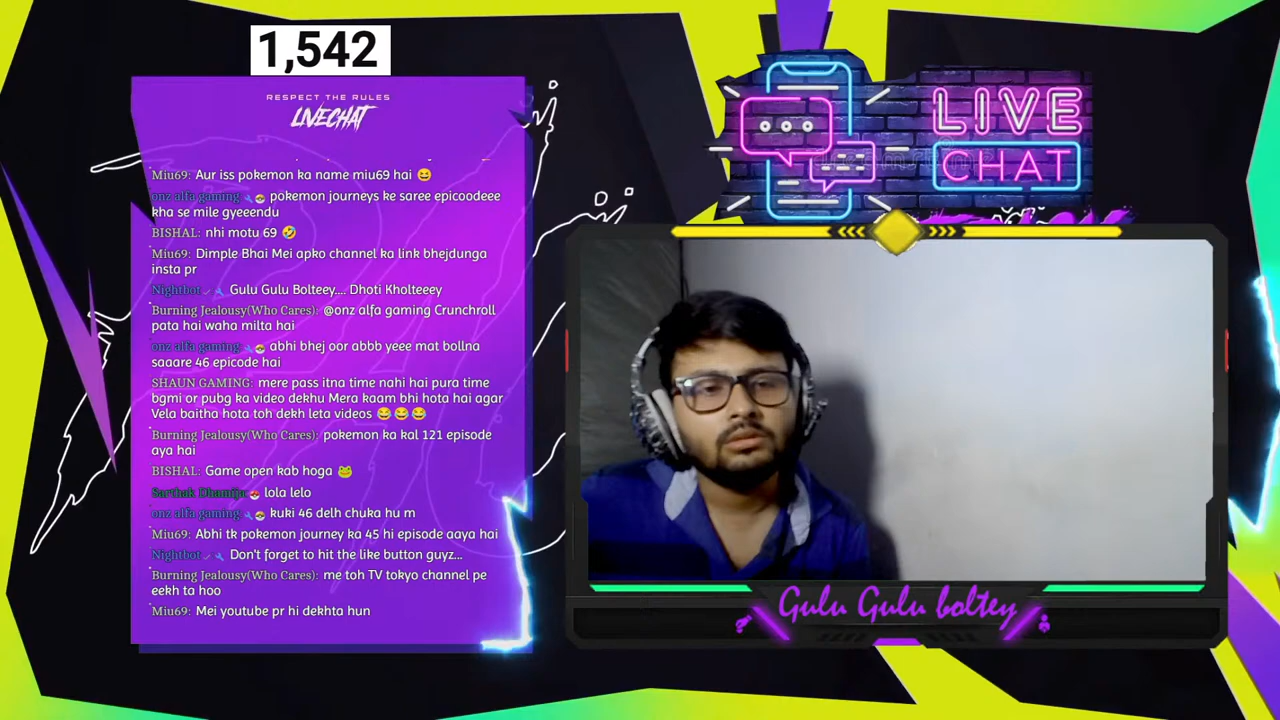 1,542
RESPECT THE RULES
LIVECHAT
Miu69: Aur iss pokemon ka name miu69 hai 😆
onz alfa gaming pokemon journeys ke saree epicoodeee
kha se mile gyeeendu
BISHAL: nhi motu 69 🤣
Miu69: Dimple Bhai Mei apko channel ka link bhejdunga
insta pr
Nightbot Gulu Gulu Bolteey.... Dhoti Kholteeey
Burning Jealousy(Who Cares): @onz alfa gaming Crunchroll
pata hai waha milta hai
onz alfa gaming abhi bhej oor abbb yeee mat bollna
saaare 46 epicode hai
SHAUN GAMING: mere pass itna time nahi hai pura time
bgmi or pubg ka video dekhu Mera kaam bhi hota hai agar
Vela baitha hota toh dekh leta videos 😂😂😂
Burning Jealousy(Who Cares): pokemon ka kal 121 episode
aya hai
BISHAL: Game open kab hoga 🐸
Sarthak Dhamija: lola lelo
onz alfa gaming kuki 46 delh chuka hu m
Miu69: Abhi tk pokemon journey ka 45 hi episode aaya hai
Nightbot Don't forget to hit the like button guyz...
Burning Jealousy(Who Cares): me toh TV tokyo channel pe
eekh ta hoo
Miu69: Mei youtube pr hi dekhta hun
LIVE
CHAT
Gulu Gulu boltey